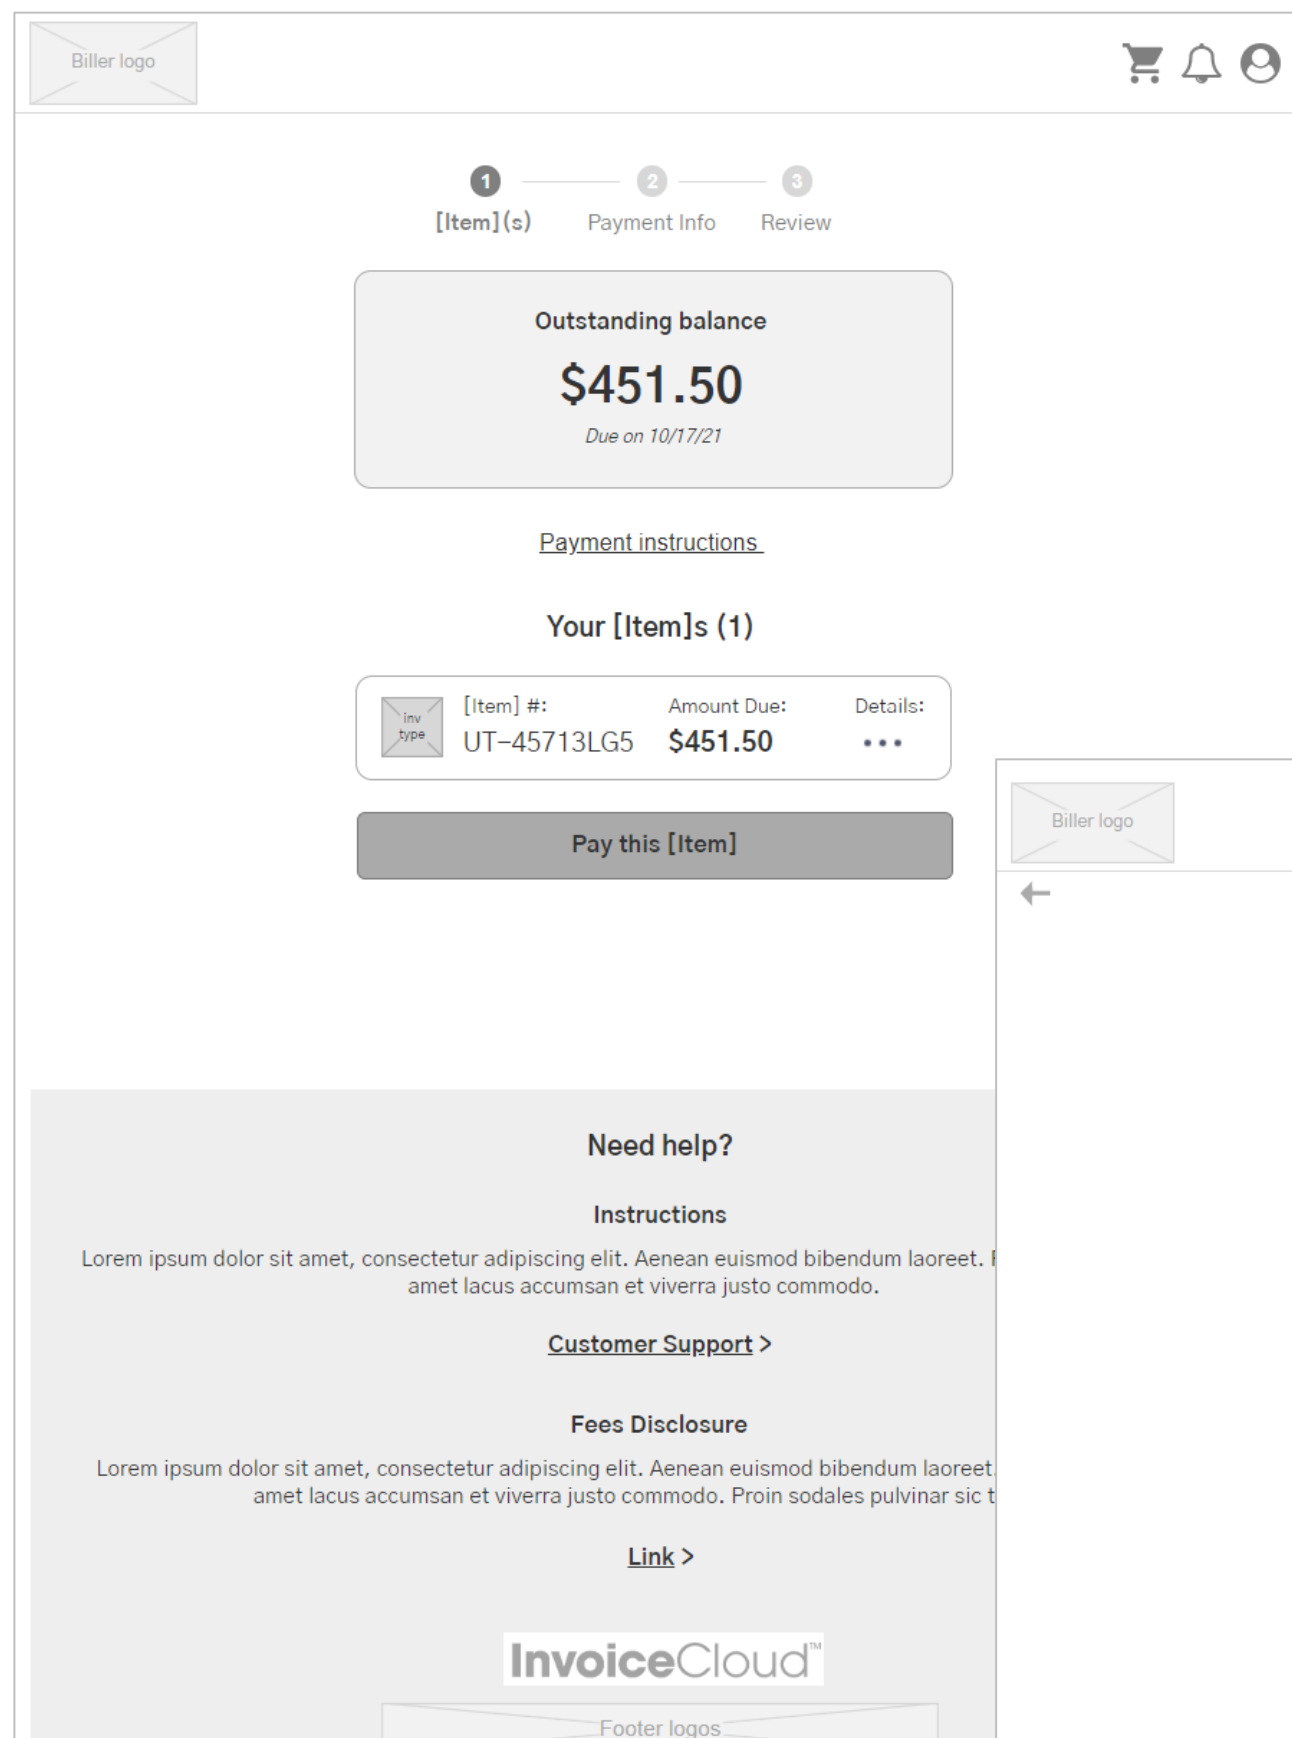 Biller logo
1 2 3
[Item](s) Payment Info Review
Outstanding balance
$451.50
Due on 10/17/21
Payment instructions
Your [Item]s (1)
inv type
[Item] #: Amount Due: Details:
UT-45713LG5 $451.50
Pay this [Item]
Biller logo
Need help?
Instructions
Lorem ipsum dolor sit amet, consectetur adipiscing elit. Aenean euismod bibendum laoreet.
amet lacus accumsan et viverra justo commodo.
Customer Support >
Fees Disclosure
Lorem ipsum dolor sit amet, consectetur adipiscing elit. Aenean euismod bibendum laoreet.
amet lacus accumsan et viverra justo commodo. Proin sodales pulvinar sic t
Link >
InvoiceCloud™
Footer logos